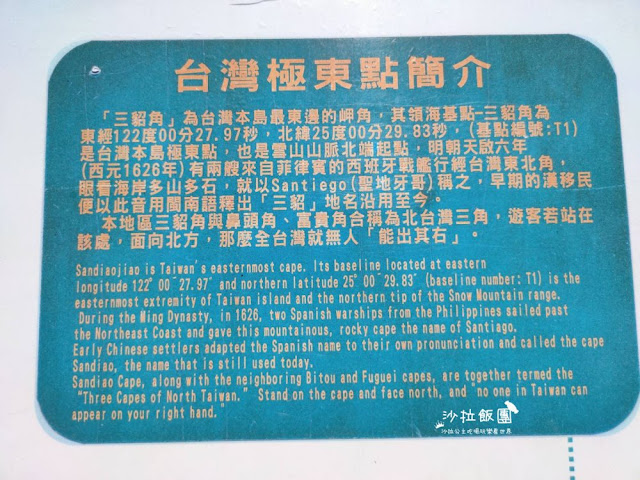 台灣極東點簡介
「三貂角」為台灣本島最東邊的岬角，其領海基點-三貂角為
東經122度00分27.97秒，北緯25度00分29.83秒，(基點編號:T1)
是台灣本島極東點，也是雪山山脈北端起點，明朝天啟六年
(西元1626年)有兩艘來自菲律賓的西班牙戰艦行經台灣東北角，
眼看海岸多山多石，就以Santiego(聖地牙哥)稱之，早期的漢移民
便以此音用閩南語釋出「三貂」地名沿用至今。
本地區三貂角與鼻頭角、富貴角合稱為北台灣三角，遊客若站在
該處，面向北方，那麼全台灣就無人「能出其右」。
Sandiaojiao is Taiwan's easternmost cape. Its baseline located at eastern
longitude 122° 00′ 27.97″ and northern latitude 25° 00′ 29.83″ (baseline number: T1) is the
easternmost extremity of Taiwan island and the northern tip of the Snow Mountain range.
During the Ming Dynasty, in 1626, two Spanish warships from the Philippines sailed past
the Northeast Coast and gave this mountainous, rocky cape the name of Santiago.
Early Chinese settlers adapted the Spanish name to their own pronunciation and called the cape
Sandiao, the name that is still used today.
Sandiao Cape, along with the neighboring Bitou and Fuguei capes, are together termed the
“Three Capes of North Taiwan.” Stand on the cape and face north, and "no one in Taiwan can
appear on your right hand."
沙拉飯團
沙拉公主吃喝玩樂看世界